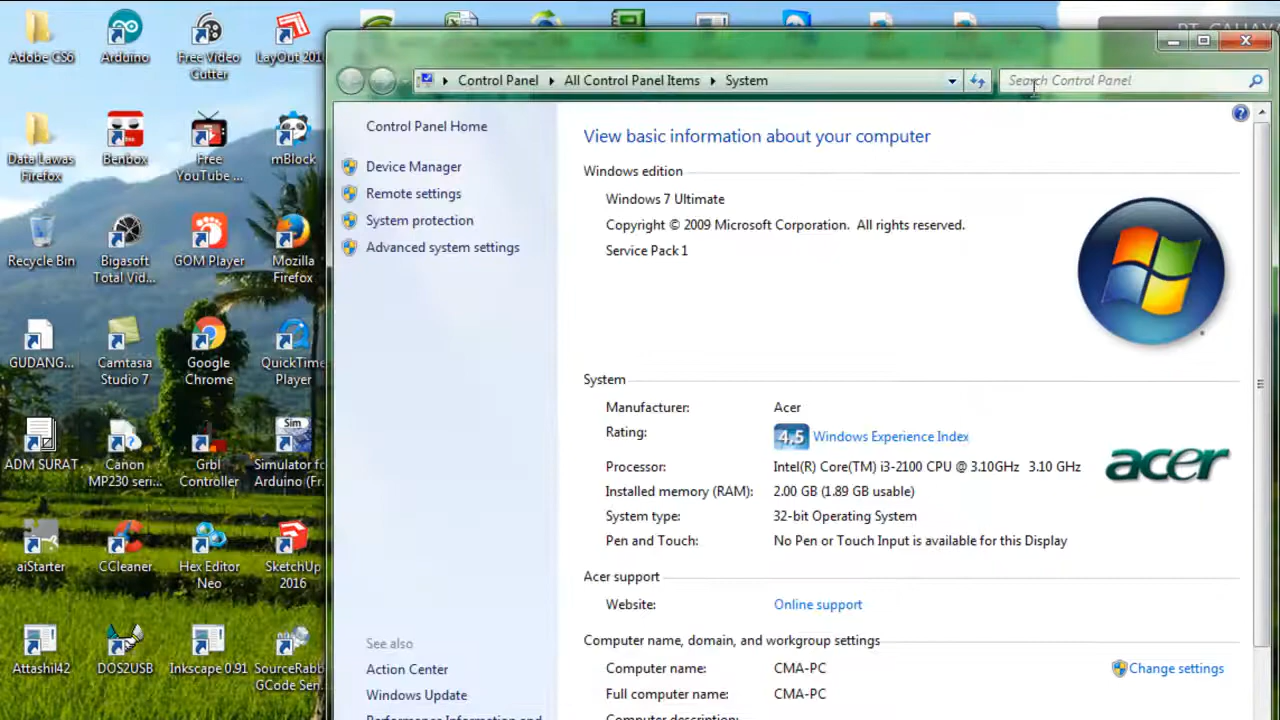 Adobe CS6
Arduino
Free Video
Cutter
Data Lawas
Firefox
Benbox
Free
YouTube ...
mBlock
Recycle Bin
Bigasoft
Total Vid...
GOM Player
Mozilla
Firefox
GUDANG...
Camtasia
Studio 7
Google
Chrome
QuickTime
Player
ADM SURAT
Canon
MP230 seri...
Grbl
Controller
Sim
Simulator fo
Arduino (Fr.
aiStarter
CCleaner
Hex Editor
Neo
SketchUp
2016
Attashil42
DOS2USB
Inkscape 0.91
SourceRabb
GCode Sen.
Control Panel
All Control Panel Items
System
Search Control Panel
Control Panel Home
Device Manager
Remote settings
System protection
Advanced system settings
See also
Action Center
Windows Update
Performance Information and
View basic information about your computer
Windows edition
Windows 7 Ultimate
Copyright © 2009 Microsoft Corporation. All rights reserved.
Service Pack 1
System
Manufacturer: Acer
Rating: 4,5 Windows Experience Index
Processor: Intel(R) Core(TM) i3-2100 CPU @ 3.10GHz 3.10 GHz
Installed memory (RAM): 2.00 GB (1.89 GB usable)
System type: 32-bit Operating System
Pen and Touch: No Pen or Touch Input is available for this Display
acer
Acer support
Website: Online support
Computer name, domain, and workgroup settings
Computer name: CMA-PC
Change settings
Full computer name: CMA-PC
Computer description: